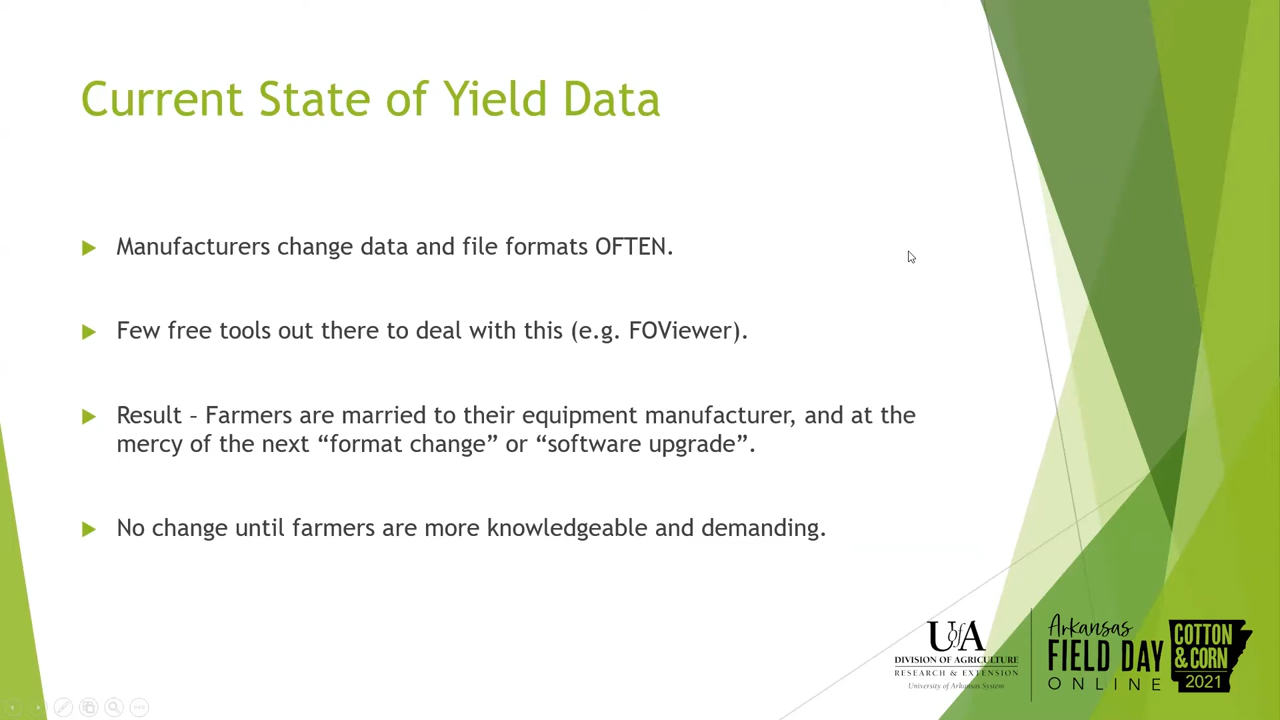 Current State of Yield Data
Manufacturers change data and file formats OFTEN.
Few free tools out there to deal with this (e.g. FOViewer).
Result – Farmers are married to their equipment manufacturer, and at the
mercy of the next “format change” or “software upgrade”.
No change until farmers are more knowledgeable and demanding.
UofA
DIVISION OF AGRICULTURE
RESEARCH & EXTENSION
University of Arkansas System
Arkansas
FIELD DAY
ONLINE
COTTON
& CORN
2021